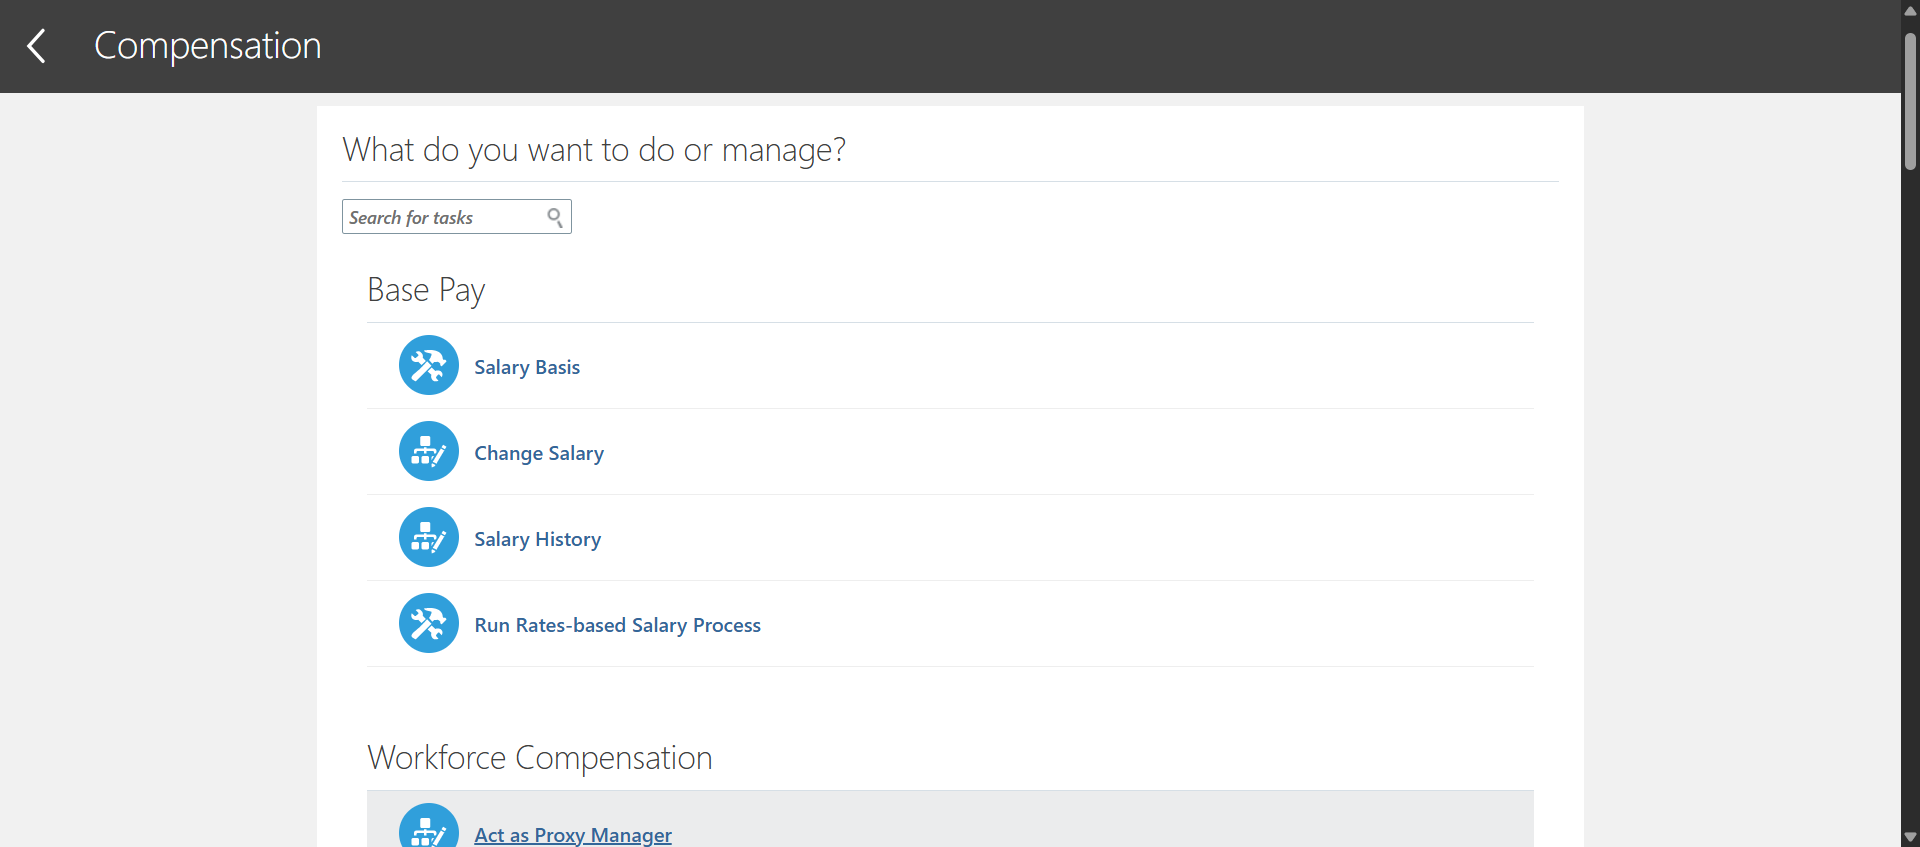 Compensation
What do you want to do or manage?
Search for tasks
Base Pay
Salary Basis
Change Salary
Salary History
Run Rates-based Salary Process
Workforce Compensation
Act as Proxy Manager